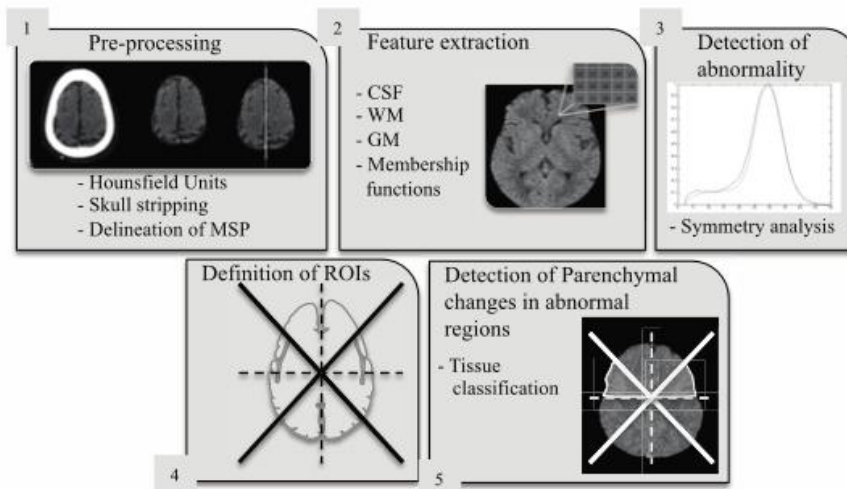 1
Pre-processing
- Hounsfield Units
- Skull stripping
- Delineation of MSP
2
Feature extraction
- CSF
- WM
- GM
- Membership
functions
3
Detection of
abnormality
- Symmetry analysis
Definition of ROIs
4
Detection of Parenchymal
changes in abnormal
regions
- Tissue
classification
5